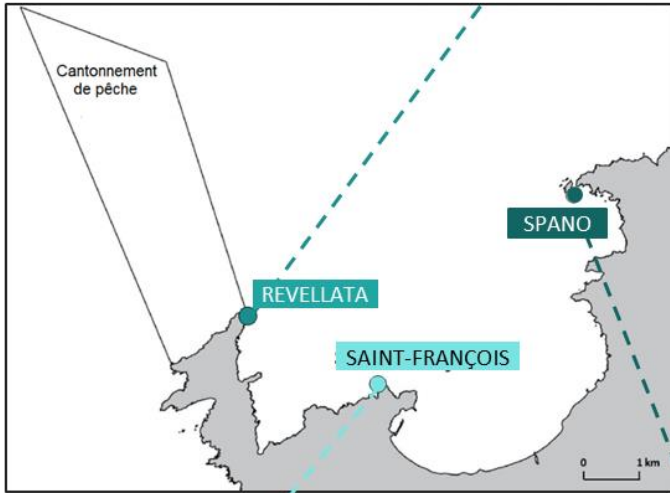 Cantonnement
de pêche
SPANO
REVELLATA
SAINT-FRANÇOIS
0 1 km